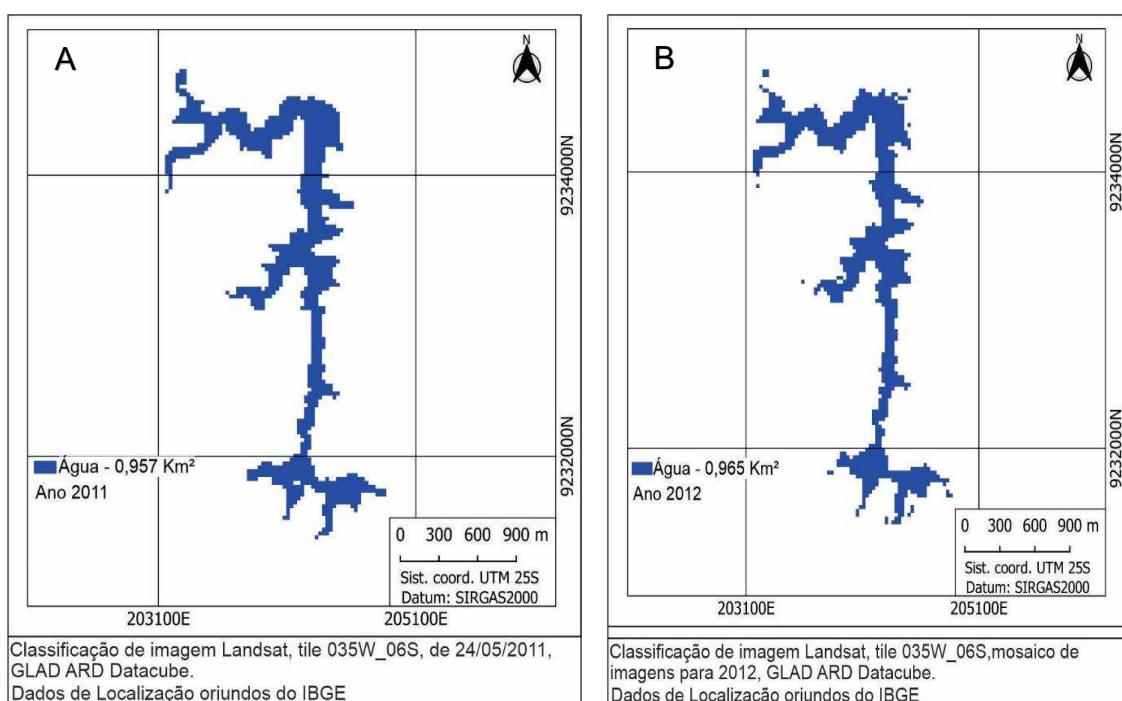 A
N
9234000N
9232000N
Água - 0,957 Km²
Ano 2011
0 300 600 900 m
Sist. coord. UTM 25S
Datum: SIRGAS2000
203100E 205100E
Classificação de imagem Landsat, tile 035W_06S, de 24/05/2011,
GLAD ARD Datacube.
Dados de Localização oriundos do IBGE
B
N
9234000N
9232000N
Água - 0,965 Km²
Ano 2012
0 300 600 900 m
Sist. coord. UTM 25S
Datum: SIRGAS2000
203100E 205100E
Classificação de imagem Landsat, tile 035W_06S,mosaico de
imagens para 2012, GLAD ARD Datacube.
Dados de Localização oriundos do IBGE